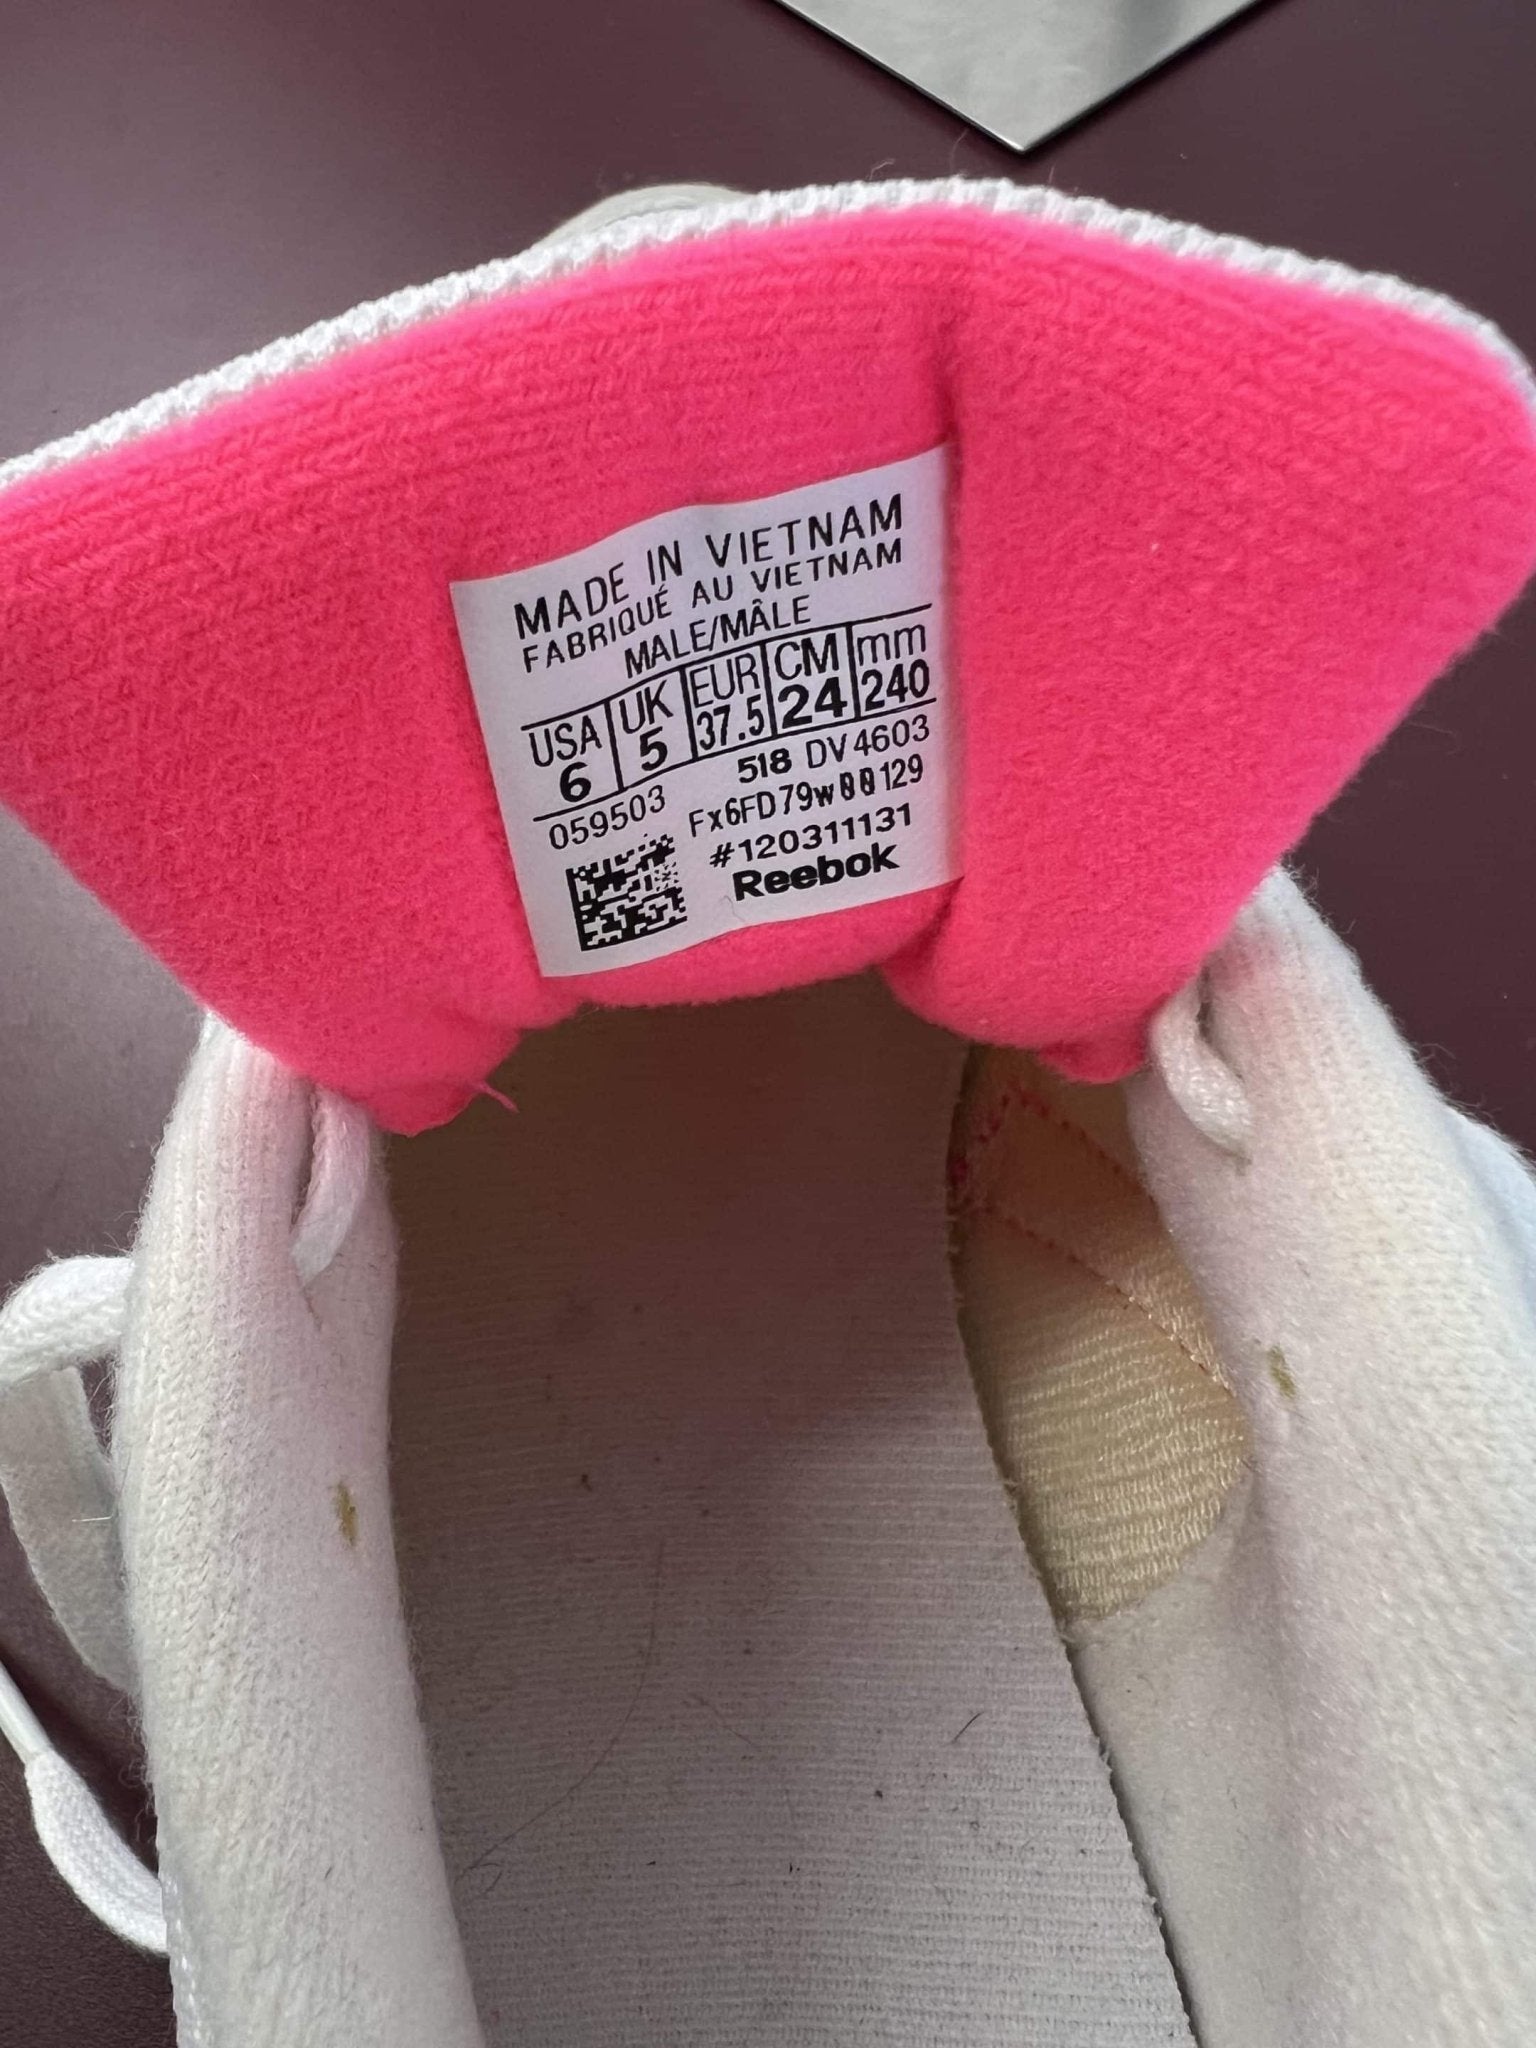 MADE IN VIETNAM
FABRIQUÉ AU VIETNAM
MALE/MÂLE
USA UK EUR CM mm
6 5 37.5 24 240
059503 518 DV4603
Fx6FD79w00129
#120311131
Reebok